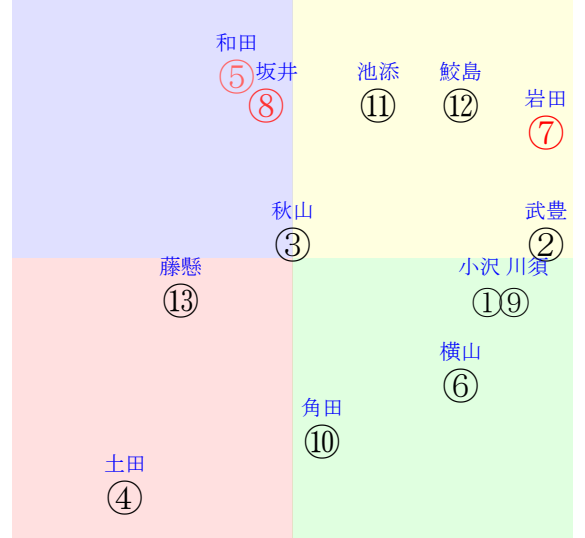 和田
⑤
坂井
⑧
池添
⑪
鮫島
⑫
岩田
⑦
秋山
③
武豊
②
藤懸
⑬
小沢 川須
①⑨
横山
⑥
角田
⑩
土田
④